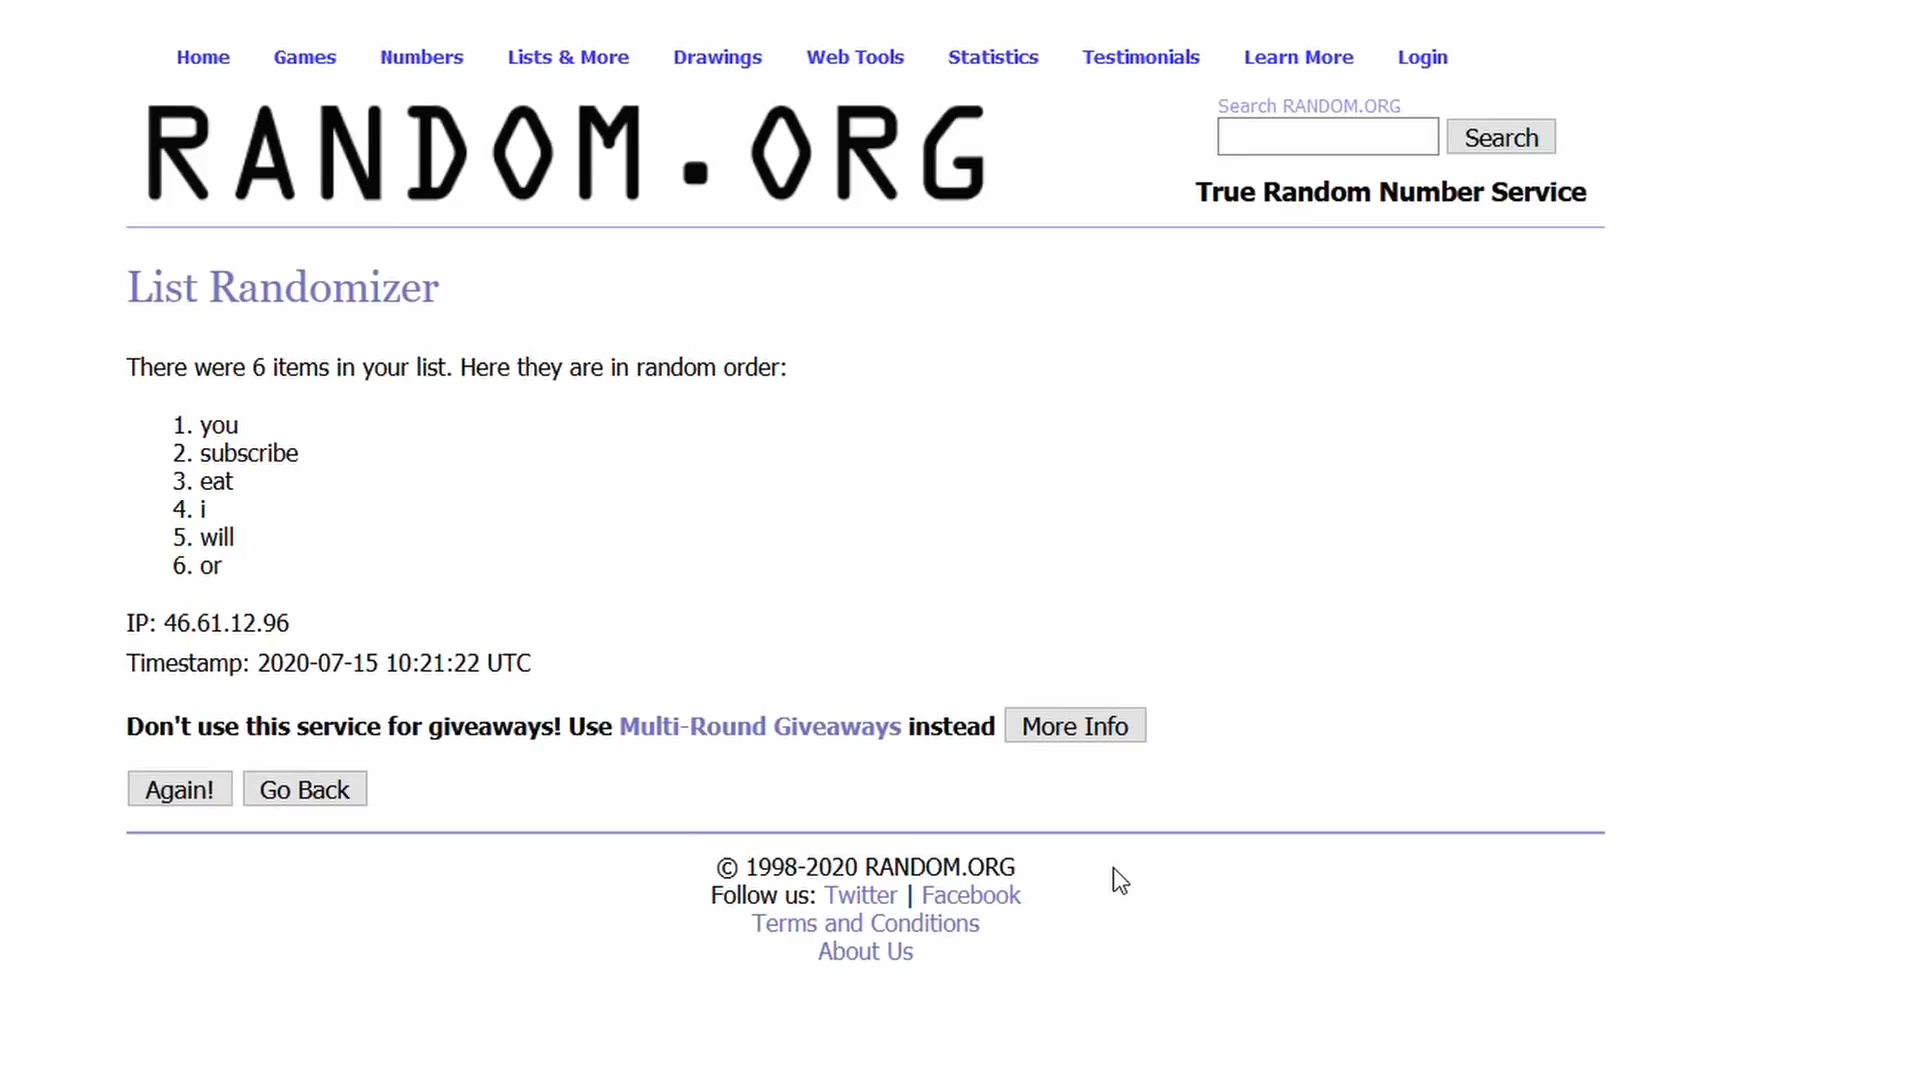 Home Games Numbers Lists & More Drawings Web Tools Statistics Testimonials Learn More Login
RANDOM.ORG
Search RANDOM.ORG
Search
True Random Number Service
List Randomizer
There were 6 items in your list. Here they are in random order:
1. you
2. subscribe
3. eat
4. i
5. will
6. or
IP: 46.61.12.96
Timestamp: 2020-07-15 10:21:22 UTC
Don't use this service for giveaways! Use Multi-Round Giveaways instead More Info
Again! Go Back
© 1998-2020 RANDOM.ORG
Follow us: Twitter | Facebook
Terms and Conditions
About Us